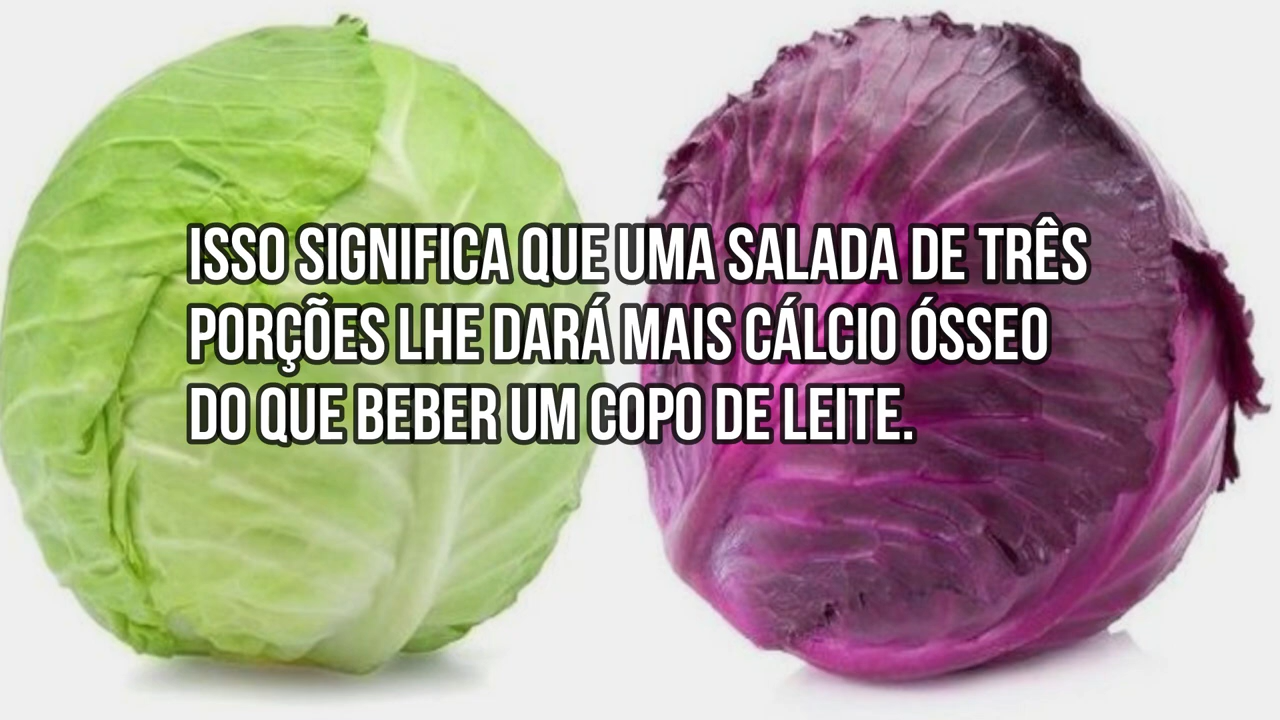 ISSO SIGNIFICA QUE UMA SALADA DE TRÊS
PORÇÕES LHE DARÁ MAIS CÁLCIO ÓSSEO
DO QUE BEBER UM COPO DE LEITE.